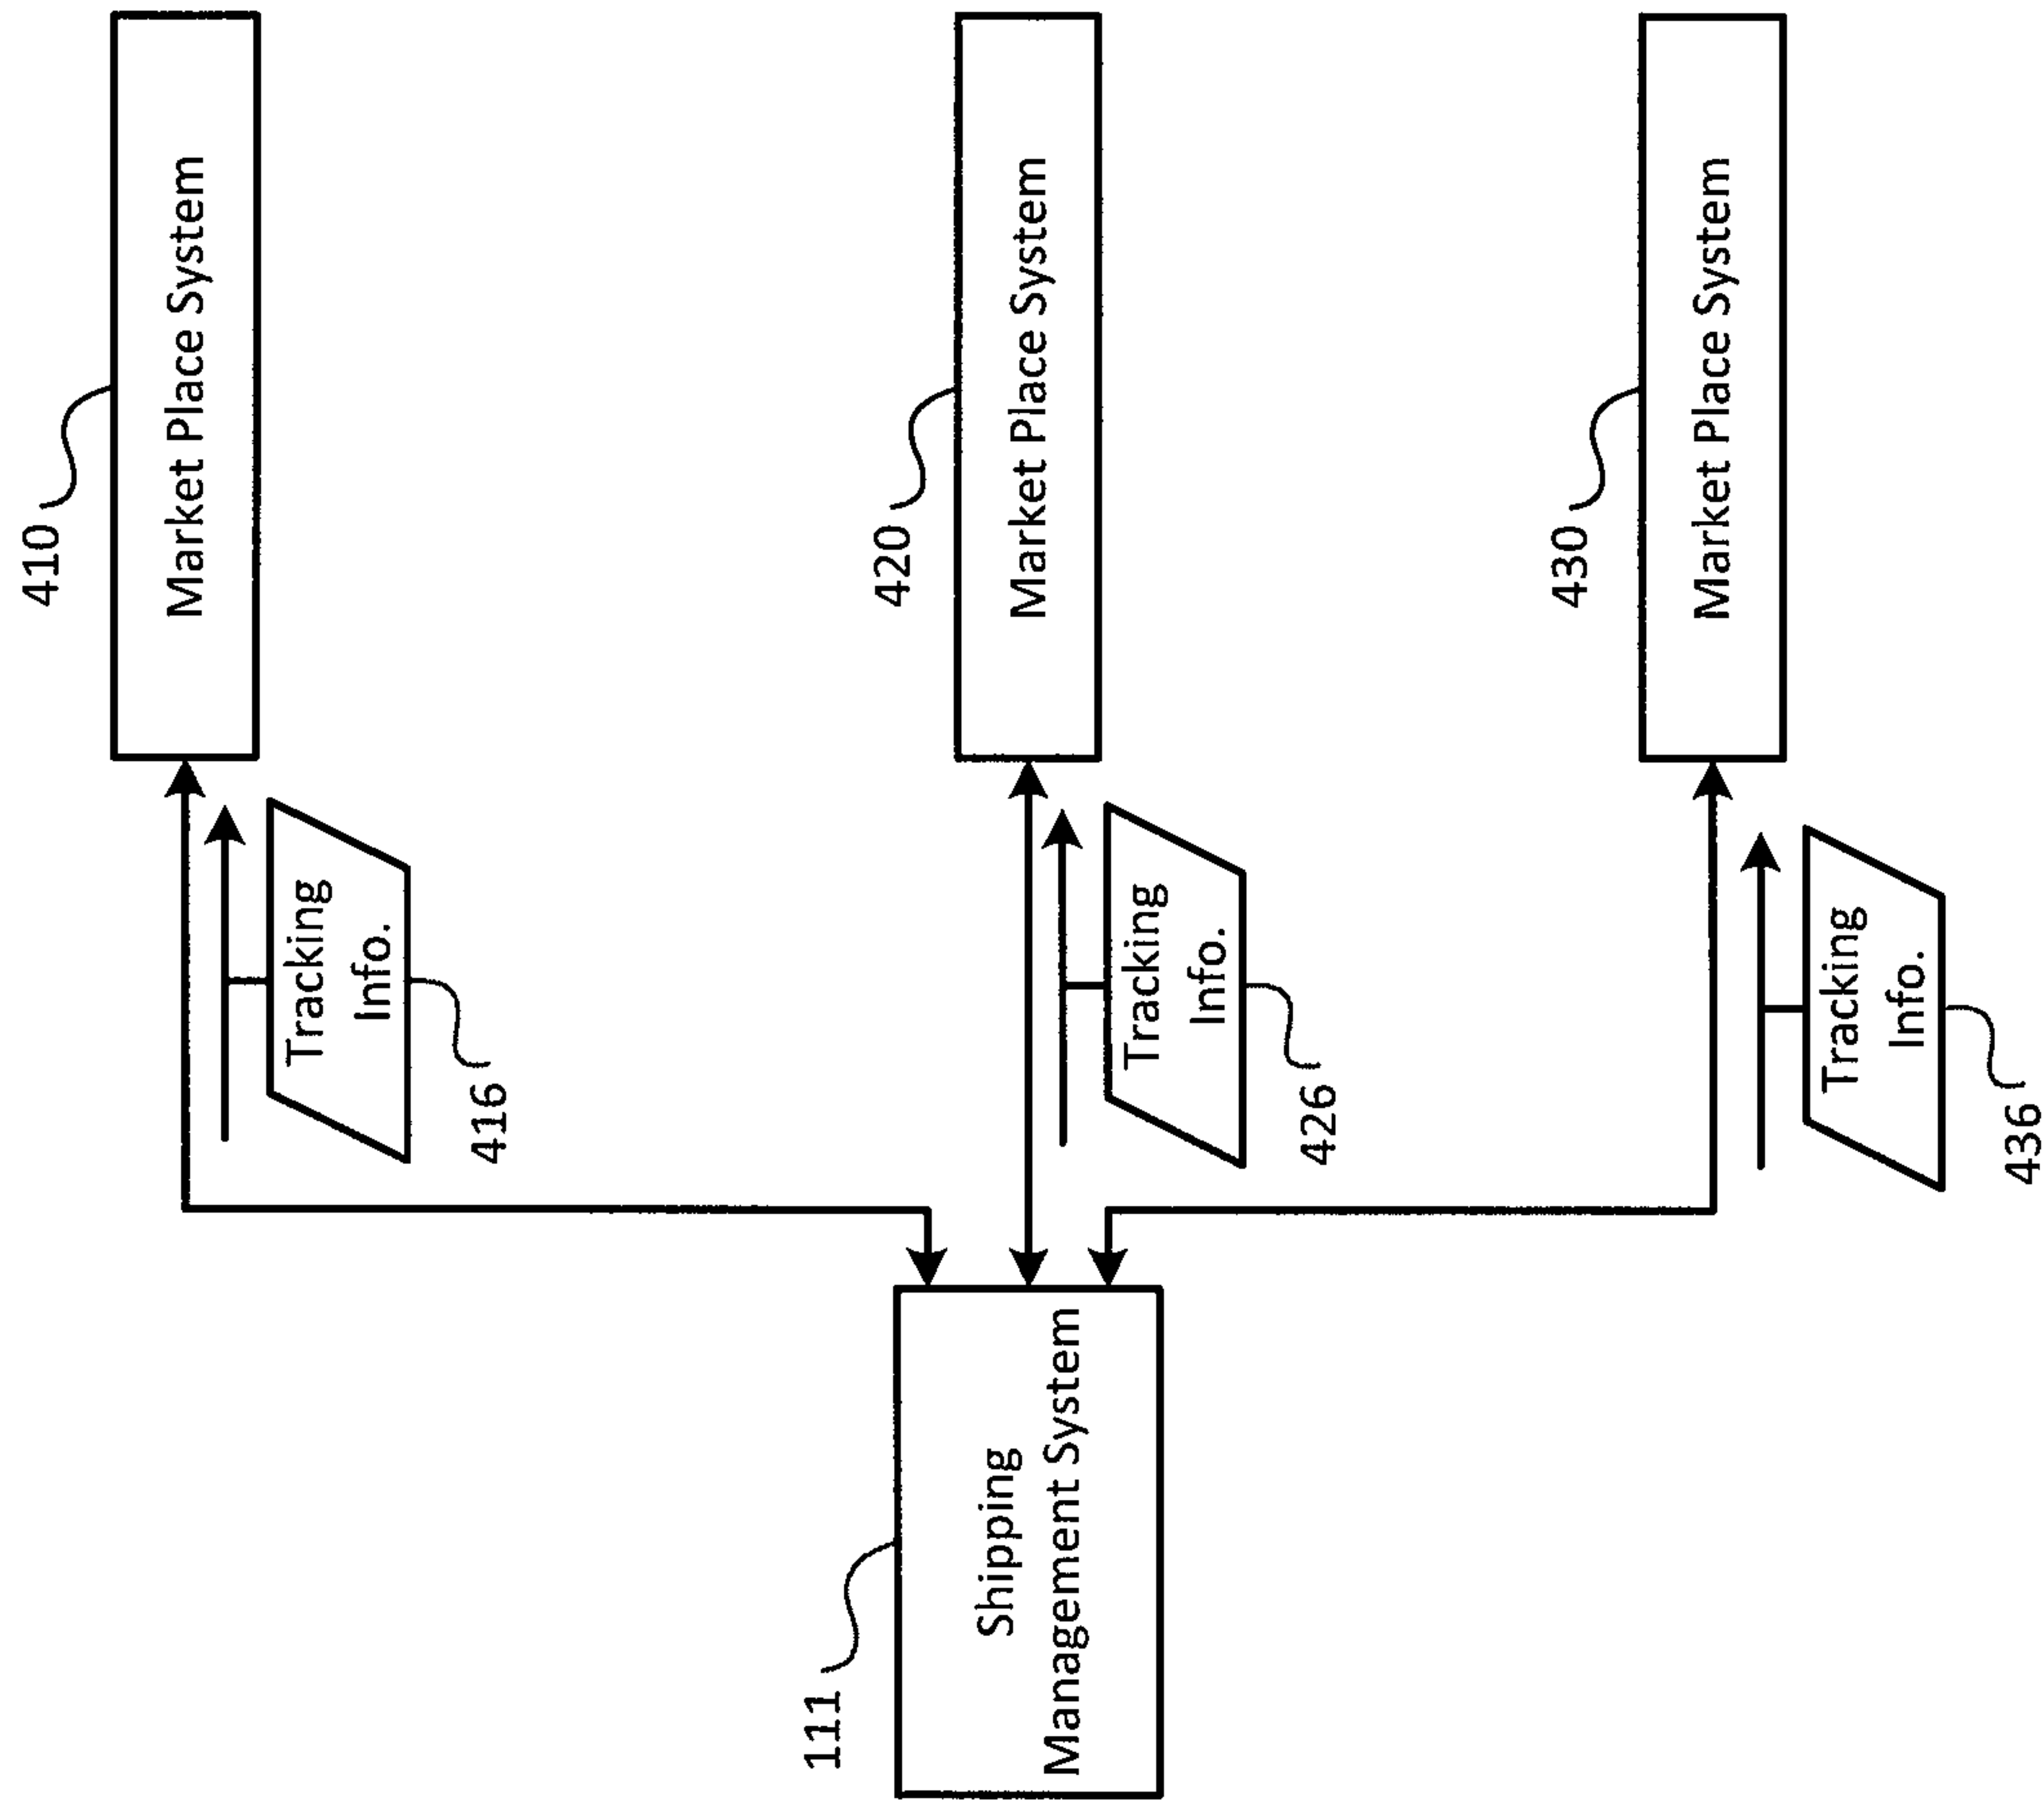 410
Market Place System
Tracking
Info.
416
111
Shipping
Management System
420
Market Place System
Tracking
Info.
426
430
Market Place System
Tracking
Info.
436